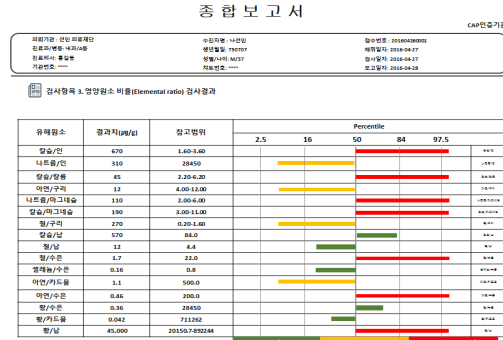 종 합 보 고 서
CAP인증기관
의뢰기관 : 선인 의료재단 수진자명 : 나선인 접수번호 : 201604260001
진료과/병동: 내과/A동 생년월일: 750707 채취일자: 2016-04-27
진료의사: 홍길동 성별/나이: M/37 검사일자: 2016-04-27
기관번호: **** 차트번호: **** 보고일자: 2016-04-28
검사항목 3. 영양원소 비율(Elemental ratio) 검사결과
유해원소 결과치(μg/g) 참고범위 Percentile
2.5 16 50 84 97.5
칼슘/인 670 1.60-3.60
나트륨/인 310 28450
칼슘/칼륨 45 2.20-6.20
아연/구리 12 4.00-12.00
나트륨/마그네슘 110 2.00-6.00
칼슘/마그네슘 190 3.00-11.00
철/구리 270 0.20-1.60
칼슘/납 570 84.0
철/납 12 4.4
철/수은 1.7 22.0
셀레늄/수은 0.16 0.8
아연/카드뮴 1.1 500.0
아연/수은 0.46 200.0
황/수은 0.36 28450
황/카드뮴 0.042 711262
황/납 45,000 20150.7-892244